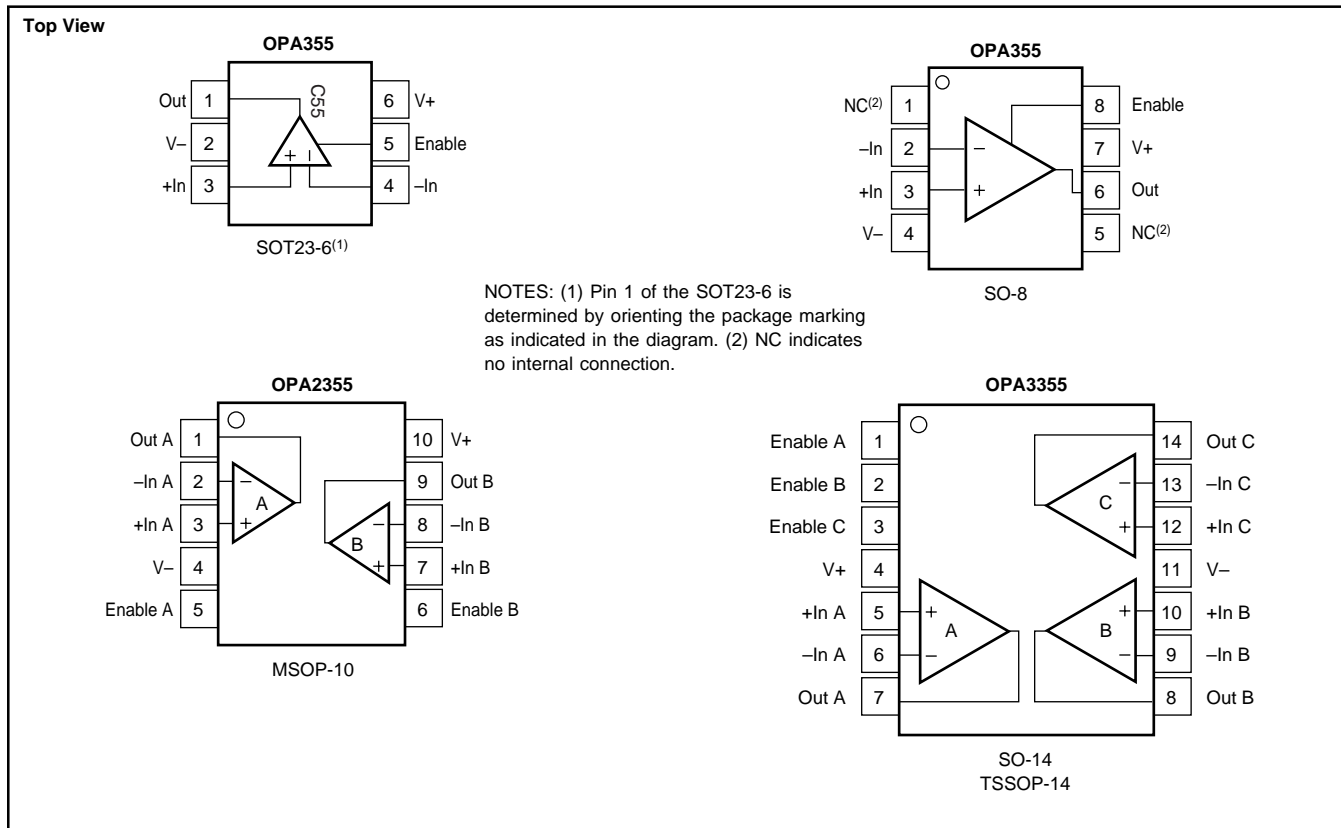 Top View
OPA355
Out 1
V– 2
+In 3
C55
+ –
6 V+
5 Enable
4 –In
SOT23-6(1)
OPA355
NC(2) 1
–In 2
+In 3
V– 4
–
+
8 Enable
7 V+
6 Out
5 NC(2)
SO-8
NOTES: (1) Pin 1 of the SOT23-6 is
determined by orienting the package marking
as indicated in the diagram. (2) NC indicates
no internal connection.
OPA2355
Out A 1
–In A 2
+In A 3
V– 4
Enable A 5
–
A
+
–
B
+
10 V+
9 Out B
8 –In B
7 +In B
6 Enable B
MSOP-10
OPA3355
Enable A 1
Enable B 2
Enable C 3
V+ 4
+In A 5
–In A 6
Out A 7
+
A
–
–
C
+
+
B
–
14 Out C
13 –In C
12 +In C
11 V–
10 +In B
9 –In B
8 Out B
SO-14
TSSOP-14